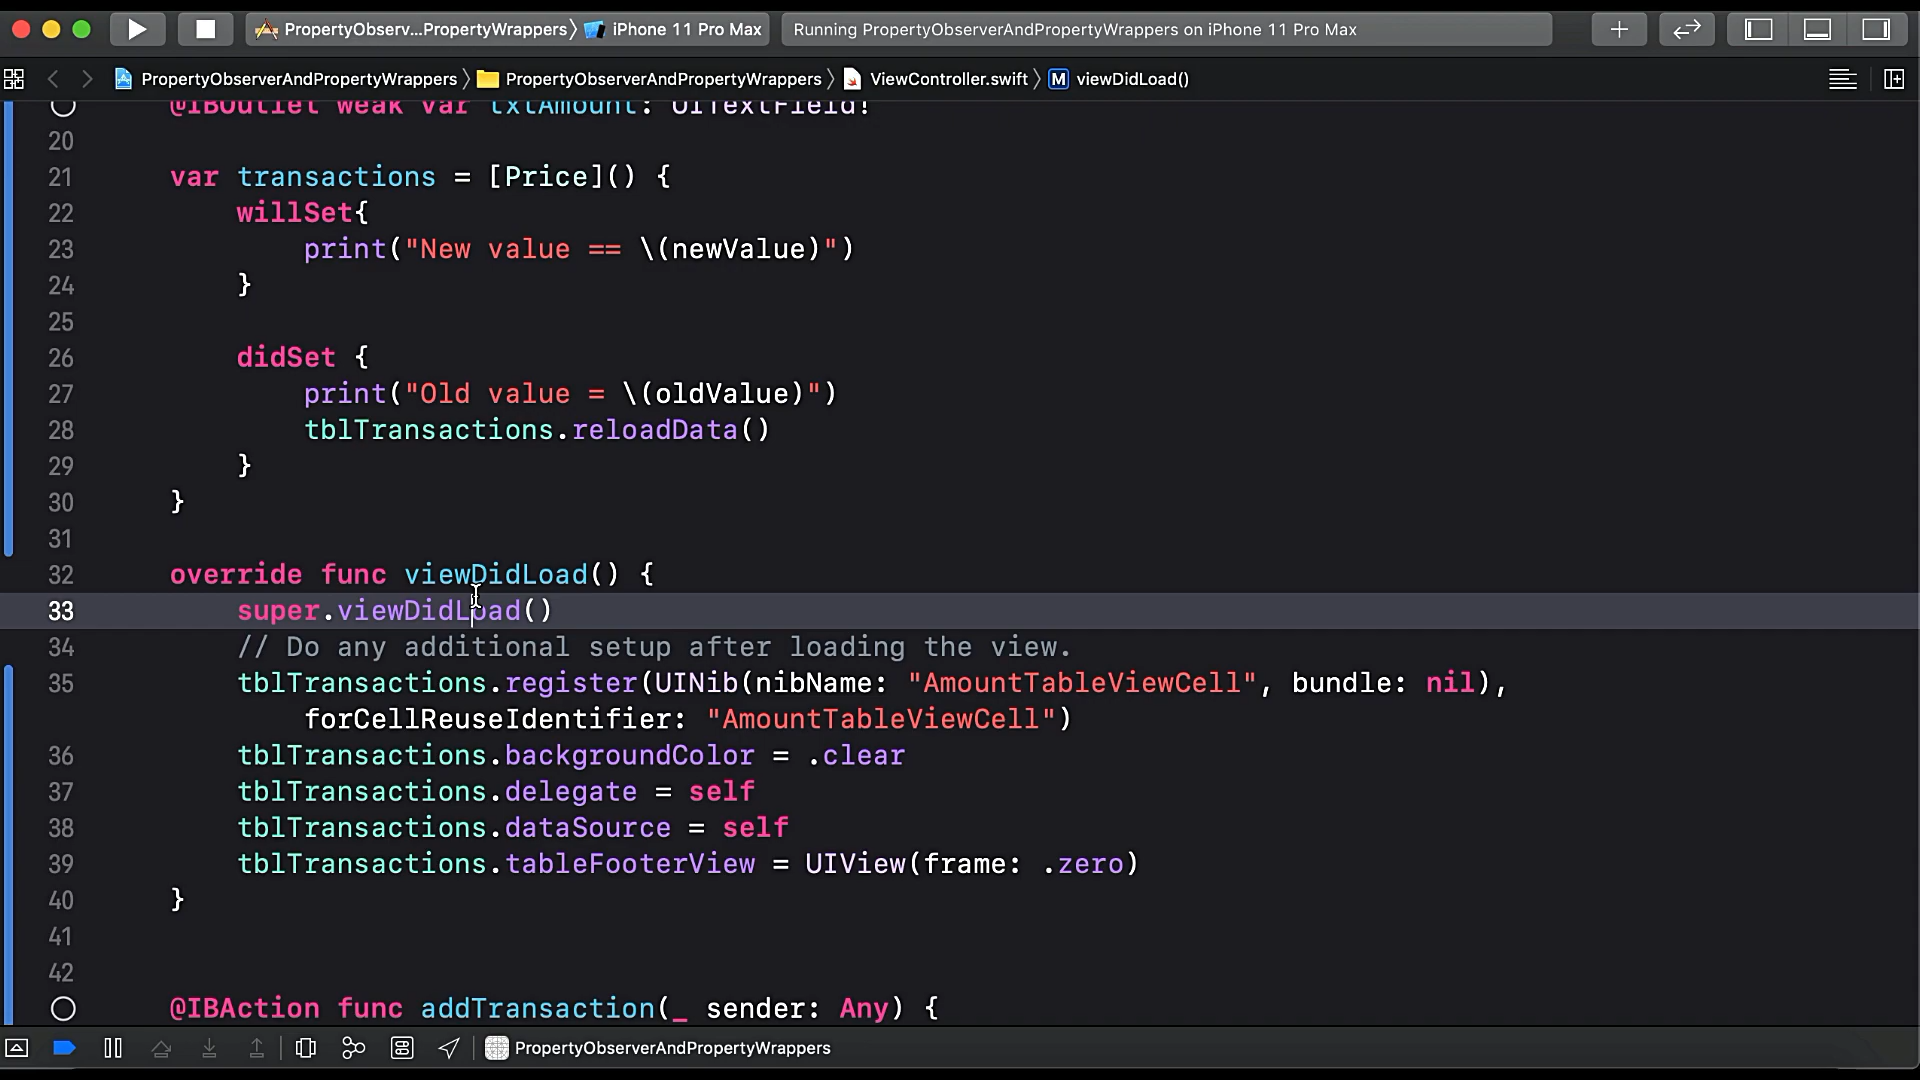 PropertyObserv...PropertyWrappers〉 iPhone 11 Pro Max Running PropertyObserverAndPropertyWrappers on iPhone 11 Pro Max
PropertyObserverAndPropertyWrappers 〉 PropertyObserverAndPropertyWrappers 〉 ViewController.swift 〉 M viewDidLoad()
@IBOutlet weak var txtAmount: UITextField!
20
21 var transactions = [Price]() {
22 willSet{
23 print("New value == \(newValue)")
24 }
25
26 didSet {
27 print("Old value = \(oldValue)")
28 tblTransactions.reloadData()
29 }
30 }
31
32 override func viewDidLoad() {
33 super.viewDidLoad()
34 // Do any additional setup after loading the view.
35 tblTransactions.register(UINib(nibName: "AmountTableViewCell", bundle: nil),
forCellReuseIdentifier: "AmountTableViewCell")
36 tblTransactions.backgroundColor = .clear
37 tblTransactions.delegate = self
38 tblTransactions.dataSource = self
39 tblTransactions.tableFooterView = UIView(frame: .zero)
40 }
41
42
@IBAction func addTransaction(_ sender: Any) {
PropertyObserverAndPropertyWrappers